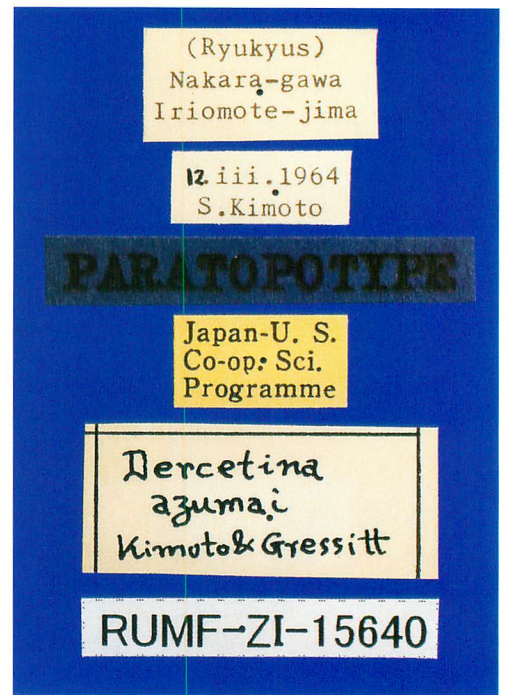 (Ryukyus)
Nakara-gawa
Iriomote-jima
12.iii.1964
S.Kimoto
PARATOPOTYPE
Japan-U. S.
Co-op. Sci.
Programme
Dercetina
azumai
Kimoto & Gressitt
RUMF-ZI-15640